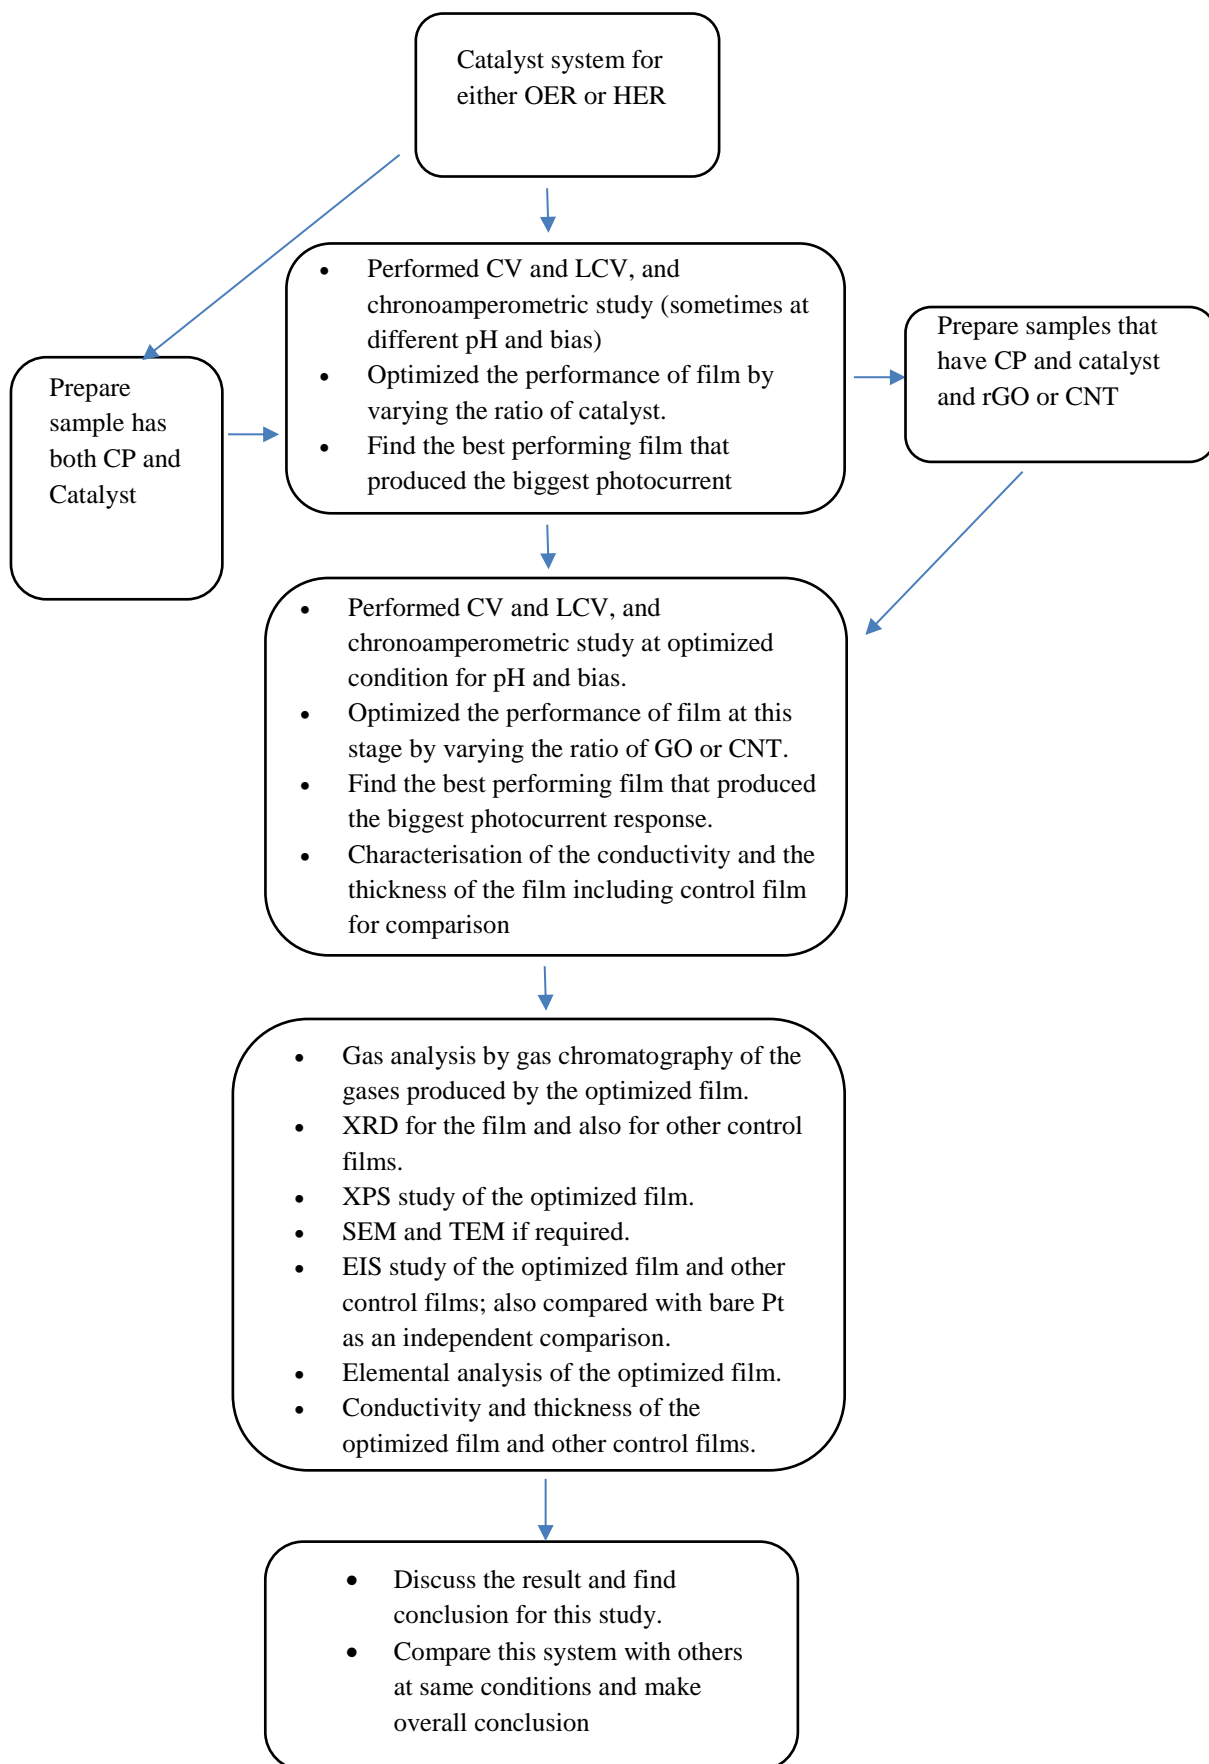 Catalyst system for
either OER or HER
• Performed CV and LCV, and
chronoamperometric study (sometimes at
different pH and bias)
• Optimized the performance of film by
varying the ratio of catalyst.
• Find the best performing film that
produced the biggest photocurrent
Prepare samples that
have CP and catalyst
and rGO or CNT
Prepare
sample has
both CP and
Catalyst
• Performed CV and LCV, and
chronoamperometric study at optimized
condition for pH and bias.
• Optimized the performance of film at this
stage by varying the ratio of GO or CNT.
• Find the best performing film that produced
the biggest photocurrent response.
• Characterisation of the conductivity and the
thickness of the film including control film
for comparison
• Gas analysis by gas chromatography of the
gases produced by the optimized film.
• XRD for the film and also for other control
films.
• XPS study of the optimized film.
• SEM and TEM if required.
• EIS study of the optimized film and other
control films; also compared with bare Pt
as an independent comparison.
• Elemental analysis of the optimized film.
• Conductivity and thickness of the
optimized film and other control films.
• Discuss the result and find
conclusion for this study.
• Compare this system with others
at same conditions and make
overall conclusion